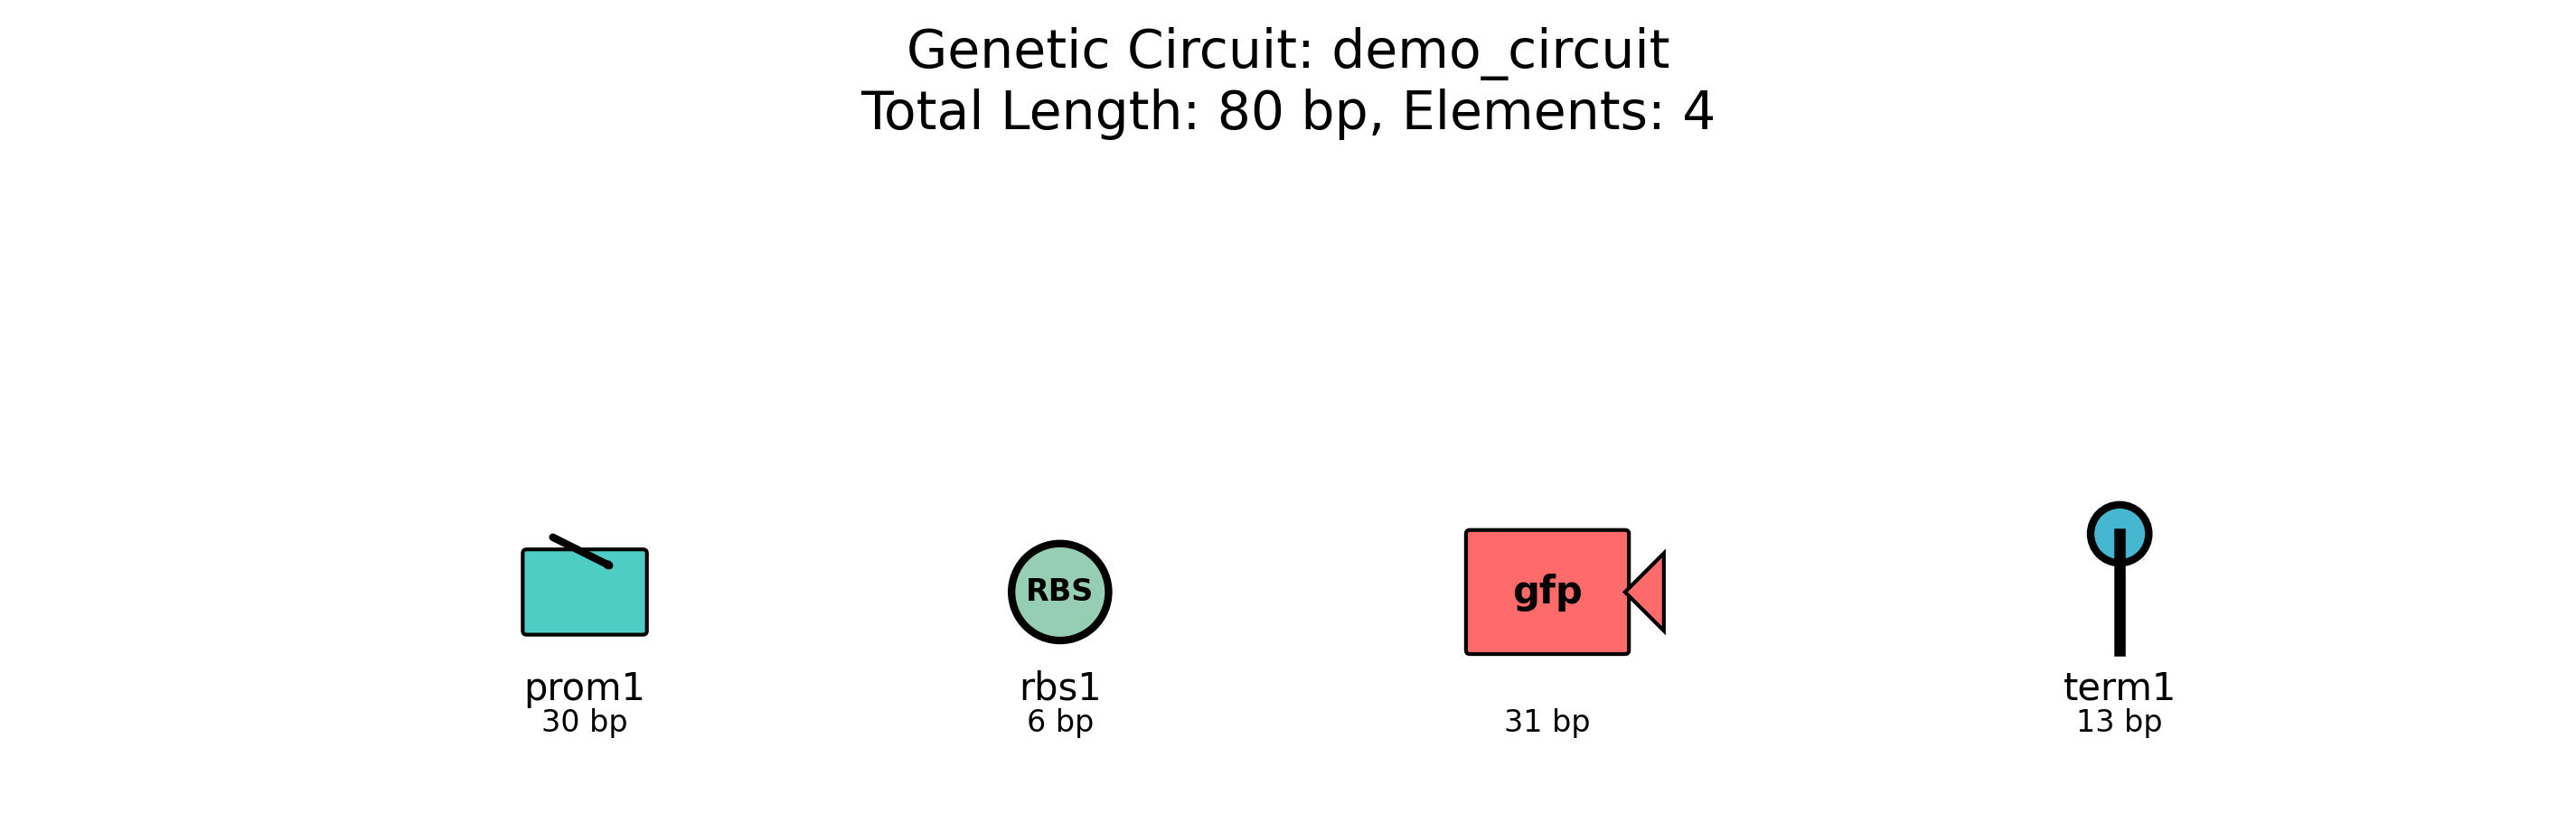 Genetic Circuit: demo_circuit
Total Length: 80 bp, Elements: 4
RBS
gfp
prom1
rbs1
term1
30 bp
6 bp
31 bp
13 bp